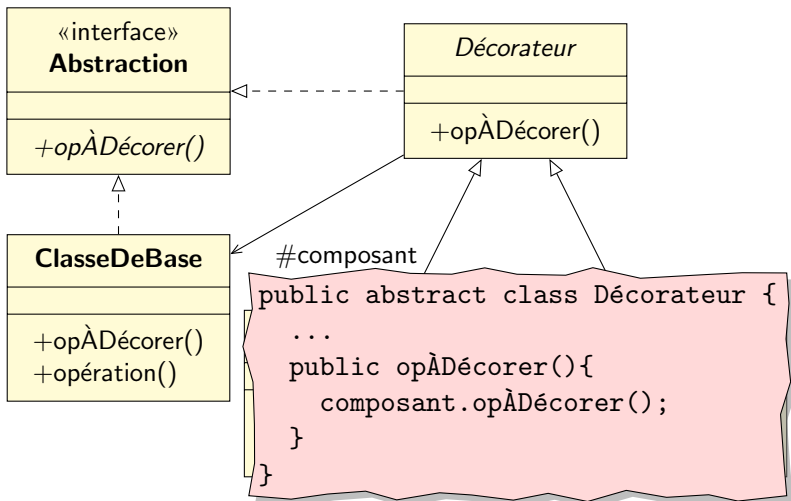 «interface»
Abstraction
+opÀDécorer()
Décorateur
+opÀDécorer()
ClasseDeBase
+opÀDécorer()
+opération()
#composant
public abstract class Décorateur {
...
public opÀDécorer(){
composant.opÀDécorer();
}
}